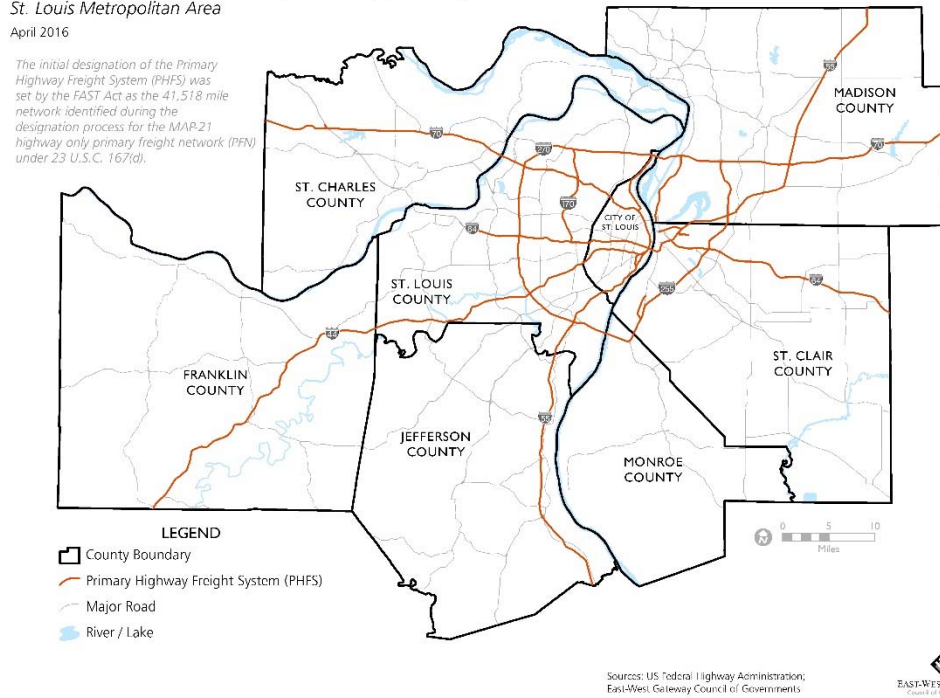 St. Louis Metropolitan Area
April 2016
The initial designation of the Primary
Highway Freight System (PHFS) was
set by the FAST Act as the 41,518 mile
network identified during the
designation process for the MAP-21
highway only primary freight network (PFN)
under 23 U.S.C. 167(d).
55
MADISON
COUNTY
70
70
270
ST. CHARLES
COUNTY
170
CITY OF
ST. LOUIS
64
ST. LOUIS
COUNTY
255
64
44
ST. CLAIR
COUNTY
FRANKLIN
COUNTY
55
JEFFERSON
COUNTY
MONROE
COUNTY
0 5 10
Miles
LEGEND
County Boundary
Primary Highway Freight System (PHFS)
Major Road
River / Lake
Sources: US Federal Highway Administration;
East-West Gateway Council of Governments